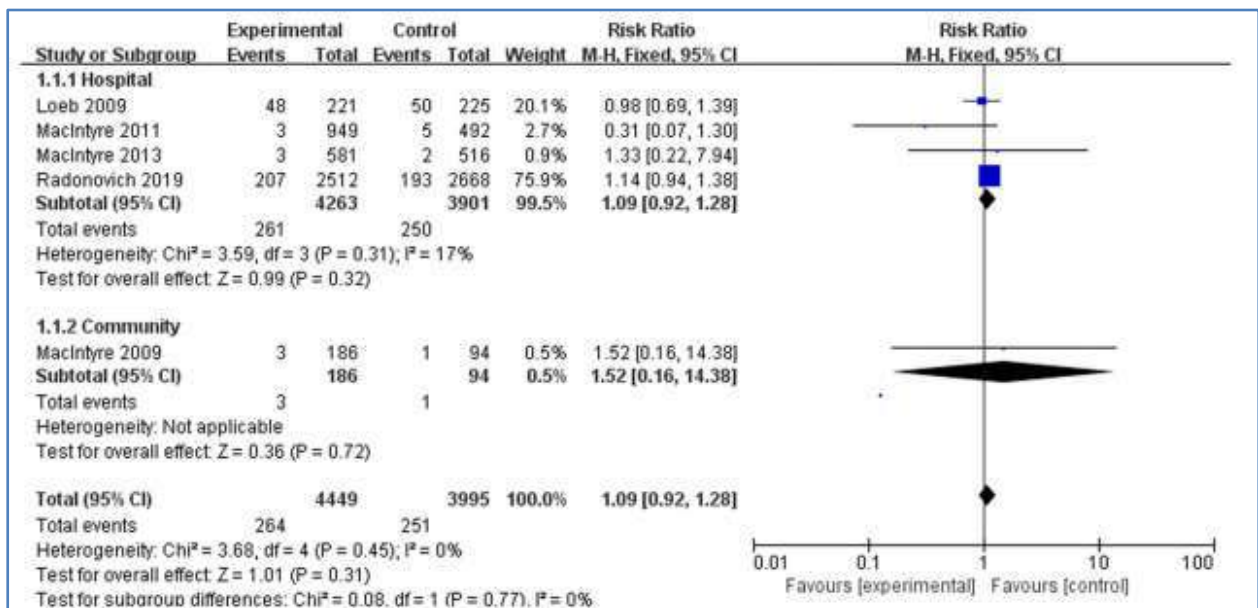 Experimental Control Risk Ratio Risk Ratio
Study or Subgroup Events Total Events Total Weight M-H, Fixed, 95% CI M-H, Fixed, 95% CI
1.1.1 Hospital
Loeb 2009 48 221 50 225 20.1% 0.98 [0.69, 1.39]
MacIntyre 2011 3 949 5 492 2.7% 0.31 [0.07, 1.30]
MacIntyre 2013 3 581 2 516 0.9% 1.33 [0.22, 7.94]
Radonovich 2019 207 2512 193 2668 75.9% 1.14 [0.94, 1.38]
Subtotal (95% CI) 4263 3901 99.5% 1.09 [0.92, 1.28]
Total events 261 250
Heterogeneity: Chi² = 3.59, df = 3 (P = 0.31); I² = 17%
Test for overall effect: Z = 0.99 (P = 0.32)
1.1.2 Community
MacIntyre 2009 3 186 1 94 0.5% 1.52 [0.16, 14.38]
Subtotal (95% CI) 186 94 0.5% 1.52 [0.16, 14.38]
Total events 3 1
Heterogeneity: Not applicable
Test for overall effect: Z = 0.36 (P = 0.72)
Total (95% CI) 4449 3995 100.0% 1.09 [0.92, 1.28]
Total events 264 251
Heterogeneity: Chi² = 3.68, df = 4 (P = 0.45); I² = 0%
Test for overall effect: Z = 1.01 (P = 0.31)
Test for subgroup differences: Chi² = 0.08, df = 1 (P = 0.77), I² = 0%
0.01 0.1 1 10 100
Favours [experimental] Favours [control]